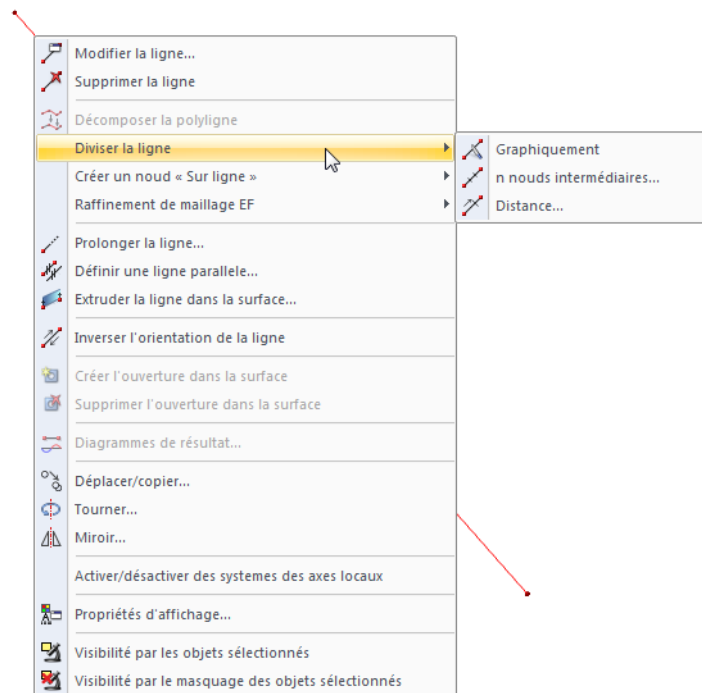 Modifier la ligne...
Supprimer la ligne
Décomposer la polyligne
Diviser la ligne
Graphiquement
n nouds intermédiaires...
Distance...
Créer un noud « Sur ligne »
Raffinement de maillage EF
Prolonger la ligne...
Définir une ligne parallele...
Extruder la ligne dans la surface...
Inverser l'orientation de la ligne
Créer l'ouverture dans la surface
Supprimer l'ouverture dans la surface
Diagrammes de résultat...
Déplacer/copier...
Tourner...
Miroir...
Activer/désactiver des systemes des axes locaux
Propriétés d'affichage...
Visibilité par les objets sélectionnés
Visibilité par le masquage des objets sélectionnés